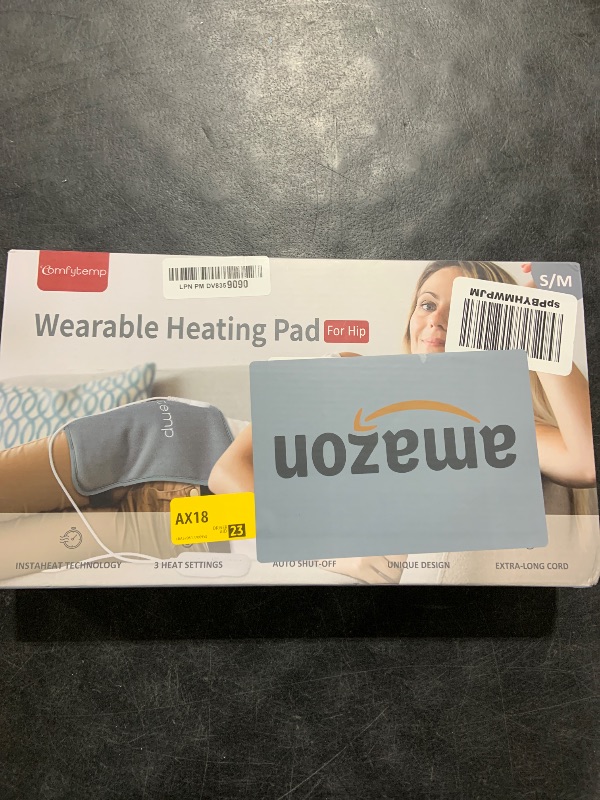 Comfytemp
LPN PM DV8359090
S/M
spPBYHMWPJM
Wearable Heating Pad For Hip
amazon
temp
AX18
23
INSTAHEAT TECHNOLOGY 3 HEAT SETTINGS AUTO SHUT-OFF UNIQUE DESIGN EXTRA-LONG CORD